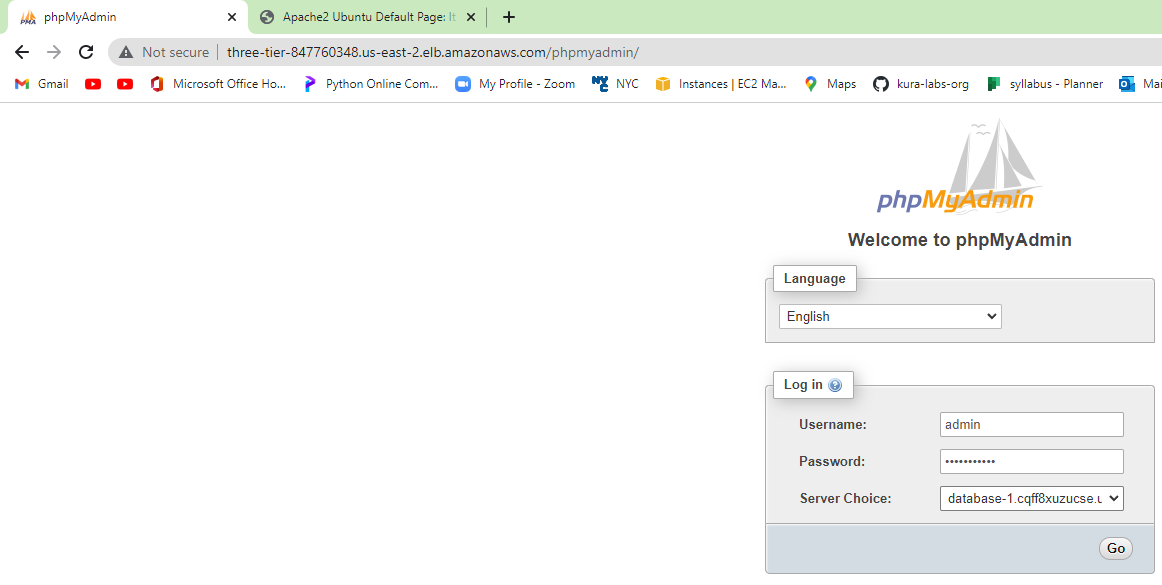 phpMyAdmin
Apache2 Ubuntu Default Page: It
Not secure three-tier-847760348.us-east-2.elb.amazonaws.com/phpmyadmin/
Gmail Microsoft Office Ho... Python Online Com... My Profile - Zoom NYC Instances | EC2 Ma... Maps kura-labs-org syllabus - Planner Mai
phpMyAdmin
Welcome to phpMyAdmin
Language
English
Log in
Username: admin
Password: •••••••••••
Server Choice: database-1.cqff8xuzucse.u
Go